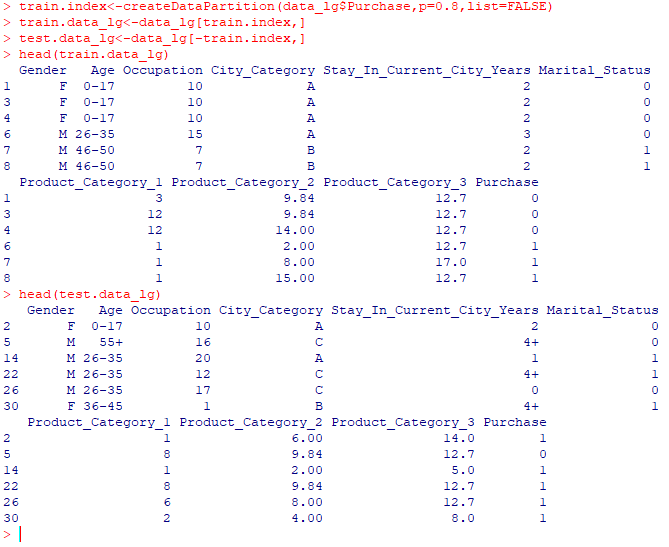 > train.index<-createDataPartition(data_lg$Purchase,p=0.8,list=FALSE)
> train.data_lg<-data_lg[train.index,]
> test.data_lg<-data_lg[-train.index,]
> head(train.data_lg)
  Gender   Age Occupation City_Category Stay_In_Current_City_Years Marital_Status
1      F  0-17         10             A                          2              0
3      F  0-17         10             A                          2              0
4      F  0-17         10             A                          2              0
6      M 26-35         15             A                          3              0
7      M 46-50          7             B                          2              1
8      M 46-50          7             B                          2              1
  Product_Category_1 Product_Category_2 Product_Category_3 Purchase
1                  3               9.84               12.7        0
3                 12               9.84               12.7        0
4                 12              14.00               12.7        0
6                  1               2.00               12.7        1
7                  1               8.00               17.0        1
8                  1              15.00               12.7        1
> head(test.data_lg)
   Gender   Age Occupation City_Category Stay_In_Current_City_Years Marital_Status
2       F  0-17         10             A                          2              0
5       M   55+         16             C                         4+              0
14      M 26-35         20             A                          1              1
22      M 26-35         12             C                         4+              1
26      M 26-35         17             C                          0              0
30      F 36-45          1             B                         4+              1
   Product_Category_1 Product_Category_2 Product_Category_3 Purchase
2                   1               6.00               14.0        1
5                   8               9.84               12.7        0
14                  1               2.00                5.0        1
22                  8               9.84               12.7        1
26                  6               8.00               12.7        1
30                  2               4.00                8.0        1
>